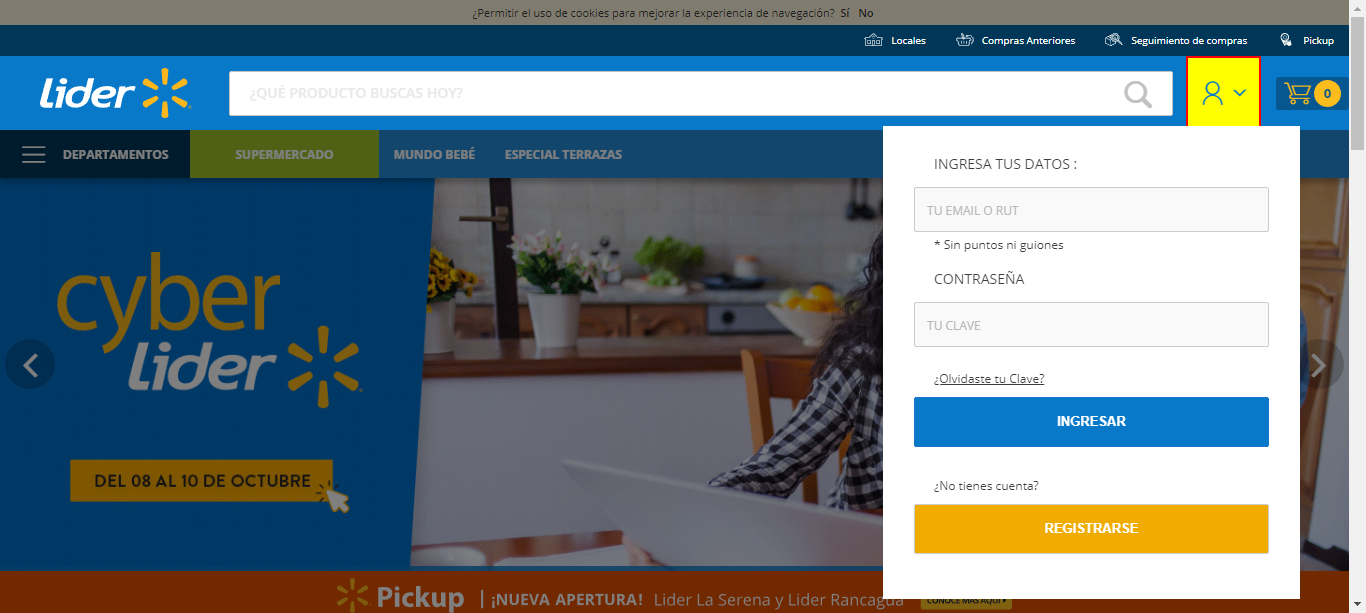 ¿Permitir el uso de cookies para mejorar la experiencia de navegación? Sí No
Locales Compras Anteriores Seguimiento de compras Pickup
Lider ¿QUÉ PRODUCTO BUSCAS HOY? 0
DEPARTAMENTOS SUPERMERCADO MUNDO BEBÉ ESPECIAL TERRAZAS
INGRESA TUS DATOS :
TU EMAIL O RUT
* Sin puntos ni guiones
CONTRASEÑA
TU CLAVE
¿Olvidaste tu Clave?
INGRESAR
¿No tienes cuenta?
REGISTRARSE
cyber
Lider
DEL 08 AL 10 DE OCTUBRE
Pickup | ¡NUEVA APERTURA! Lider La Serena y Lider Rancagua CONOCE MÁS AQUÍ